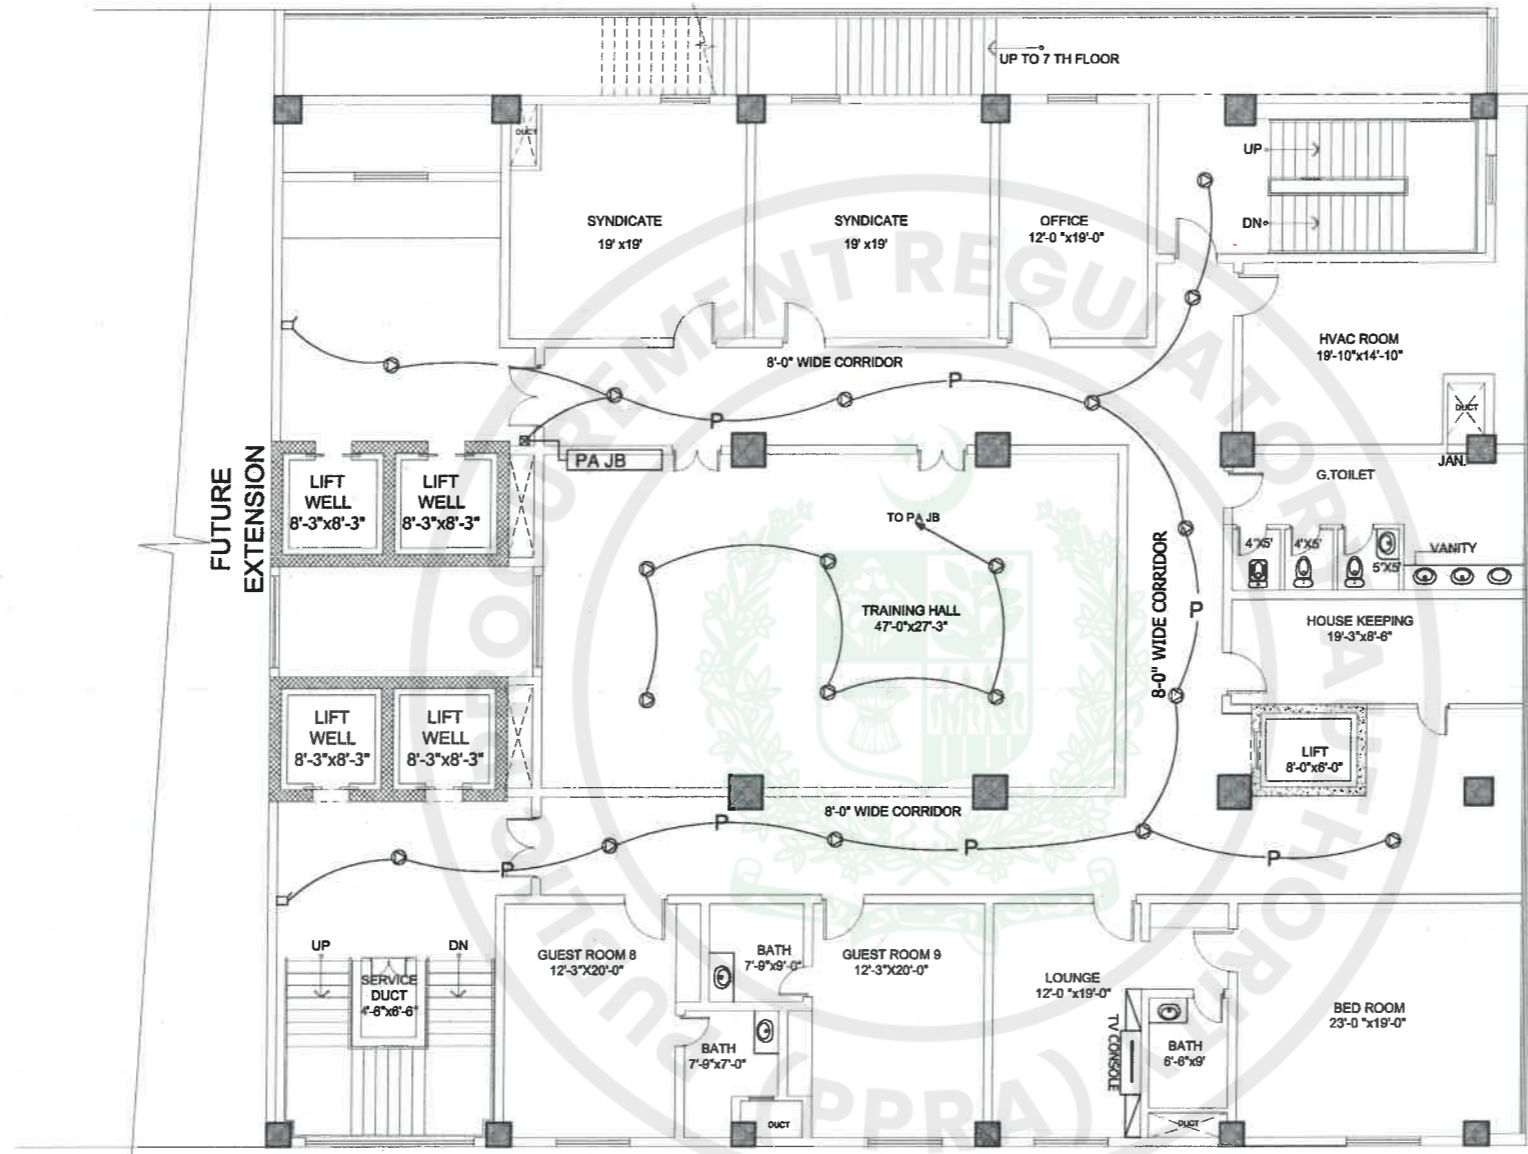 UP TO 7 TH FLOOR
DUCT
UP
DN
SYNDICATE
19' x19'
SYNDICATE
19' x19'
OFFICE
12'-0 "x19'-0"
HVAC ROOM
19'-10"x14'-10"
8'-0" WIDE CORRIDOR
P
P
DUCT
FUTURE
EXTENSION
LIFT
WELL
8'-3"x8'-3"
LIFT
WELL
8'-3"x8'-3"
PA JB
JAN.
G.TOILET
TO PA JB
4'X5'
4'X5'
5'X5'
VANITY
8-0" WIDE CORRIDOR
P
TRAINING HALL
47'-0"x27'-3"
HOUSE KEEPING
19'-3"x8'-6"
LIFT
WELL
8'-3"x8'-3"
LIFT
WELL
8'-3"x8'-3"
LIFT
8'-0"x6'-0"
8'-0" WIDE CORRIDOR
P
P
P
P
UP
DN
SERVICE
DUCT
4'-6"x6'-6"
GUEST ROOM 8
12'-3"X20'-0"
BATH
7'-9"x9'-0"
GUEST ROOM 9
12'-3"X20'-0"
LOUNGE
12'-0 "x19'-0"
BED ROOM
23'-0 "x19'-0"
BATH
7'-9"x7'-0"
TV CONSOLE
BATH
6'-6"x9'
DUCT
DUCT
PUBLIC PROCUREMENT REGULATORY AUTHORITY
(PPRA)